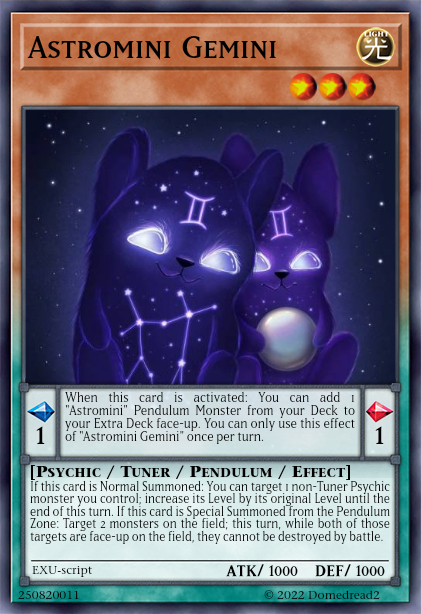 ASTROMINI GEMINI
LIGHT
光
When this card is activated: You can add 1
"Astromini" Pendulum Monster from your Deck to
your Extra Deck face-up. You can only use this effect
of "Astromini Gemini" once per turn.
1
1
[PSYCHIC / TUNER / PENDULUM / EFFECT]
If this card is Normal Summoned: You can target 1 non-Tuner Psychic
monster you control; increase its Level by its original Level until the
end of this turn. If this card is Special Summoned from the Pendulum
Zone: Target 2 monsters on the field; this turn, while both of those
targets are face-up on the field, they cannot be destroyed by battle.
EXU-script
ATK/ 1000 DEF/ 1000
250820011
© 2022 Domedread2